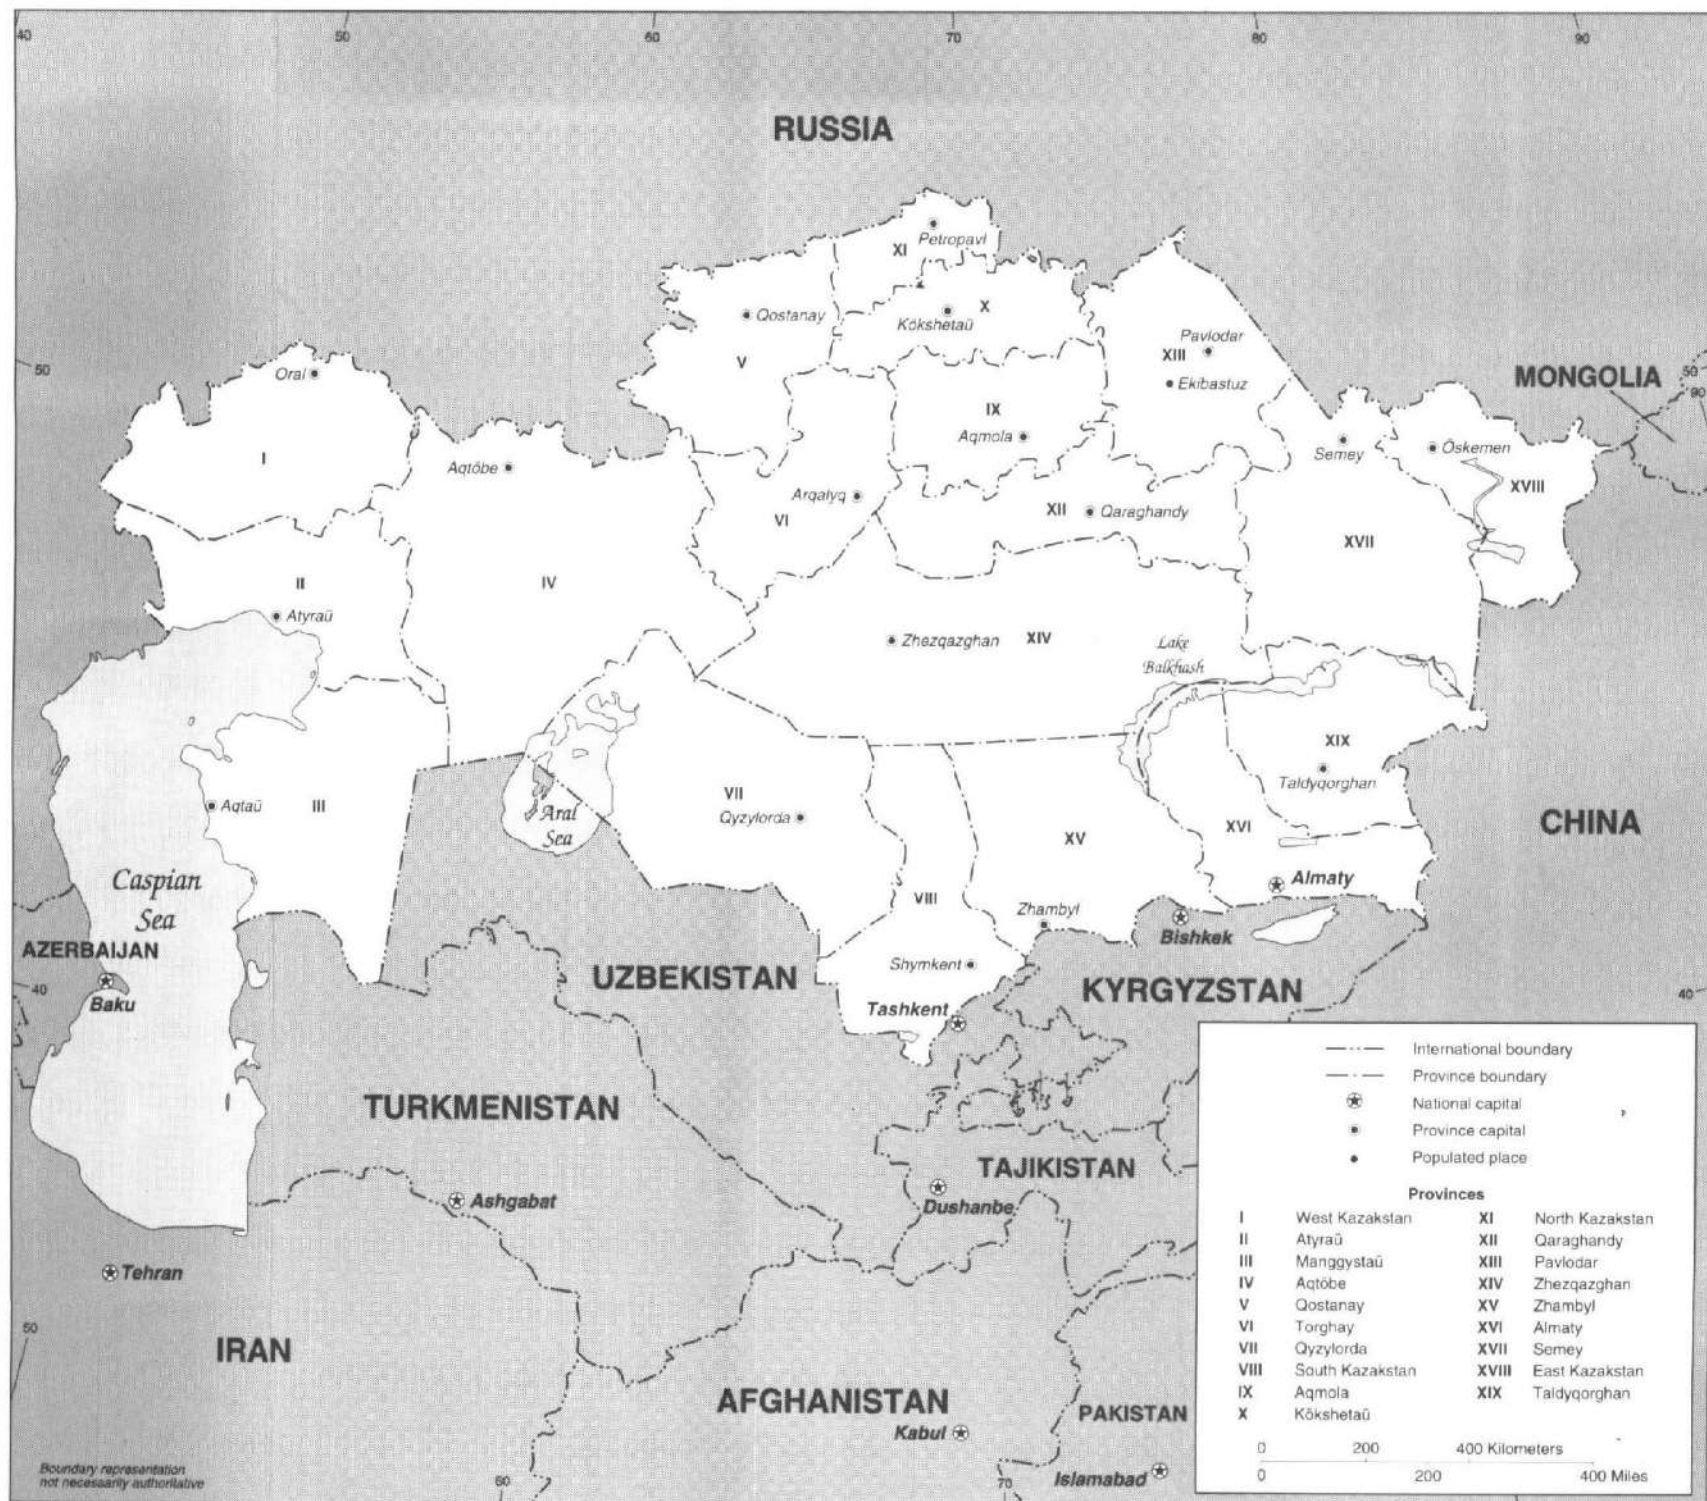 40
50
60
70
80
90
RUSSIA
Petropavl
XI
Qostanay
Kökshetaū
X
Pavlodar
XIII
50
Oral
V
Ekibastuz
MONGOLIA
50
90
IX
Aqmola
Semey
Öskemen
I
Aqtöbe
Arqalyq
VI
XII
Qaraghandy
XVIII
XVII
II
IV
Atyraū
Zhezqazghan
XIV
Lake
Balkhash
XIX
Taldyqorghan
Aqtaū
III
VII
Qyzylorda
Aral
Sea
XV
XVI
CHINA
Caspian
Sea
VIII
Almaty
Zhambyl
Bishkek
AZERBAIJAN
Shymkent
40
Baku
UZBEKISTAN
KYRGYZSTAN
40
Tashkent
TURKMENISTAN
TAJIKISTAN
Ashgabat
Dushanbe
Tehran
50
IRAN
AFGHANISTAN
Kabul
PAKISTAN
Islamabad
60
70
Boundary representation
not necessarily authoritative
International boundary
Province boundary
National capital
Province capital
Populated place
Provinces
I West Kazakstan
II Atyraū
III Manggystaū
IV Aqtöbe
V Qostanay
VI Torghay
VII Qyzylorda
VIII South Kazakstan
IX Aqmola
X Kökshetaū
XI North Kazakstan
XII Qaraghandy
XIII Pavlodar
XIV Zhezqazghan
XV Zhambyl
XVI Almaty
XVII Semey
XVIII East Kazakstan
XIX Taldyqorghan
0 200 400 Kilometers
0 200 400 Miles